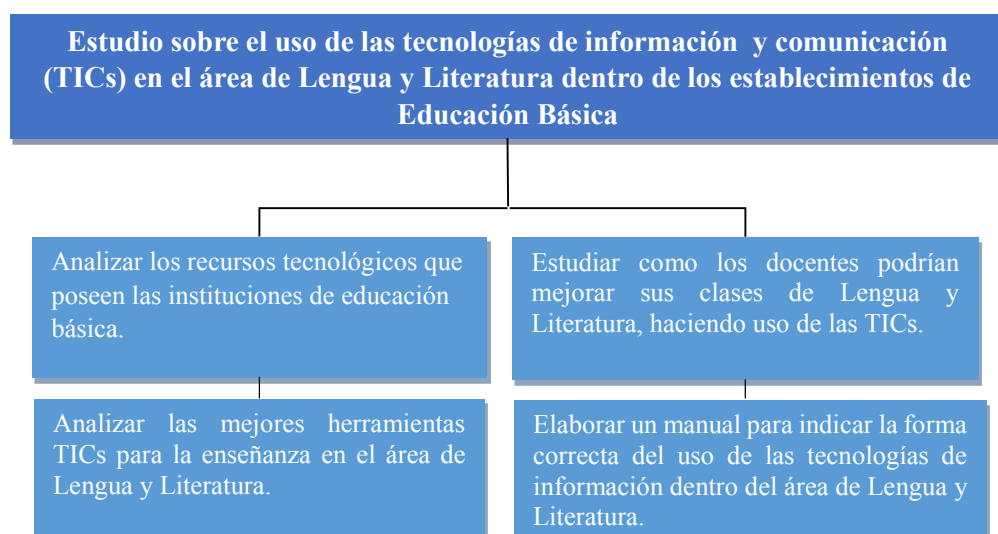 Estudio sobre el uso de las tecnologías de información y comunicación
(TICs) en el área de Lengua y Literatura dentro de los establecimientos de
Educación Básica
Analizar los recursos tecnológicos que
poseen las instituciones de educación
básica.
Estudiar como los docentes podrían
mejorar sus clases de Lengua y
Literatura, haciendo uso de las TICs.
Analizar las mejores herramientas
TICs para la enseñanza en el área de
Lengua y Literatura.
Elaborar un manual para indicar la forma
correcta del uso de las tecnologías de
información dentro del área de Lengua y
Literatura.